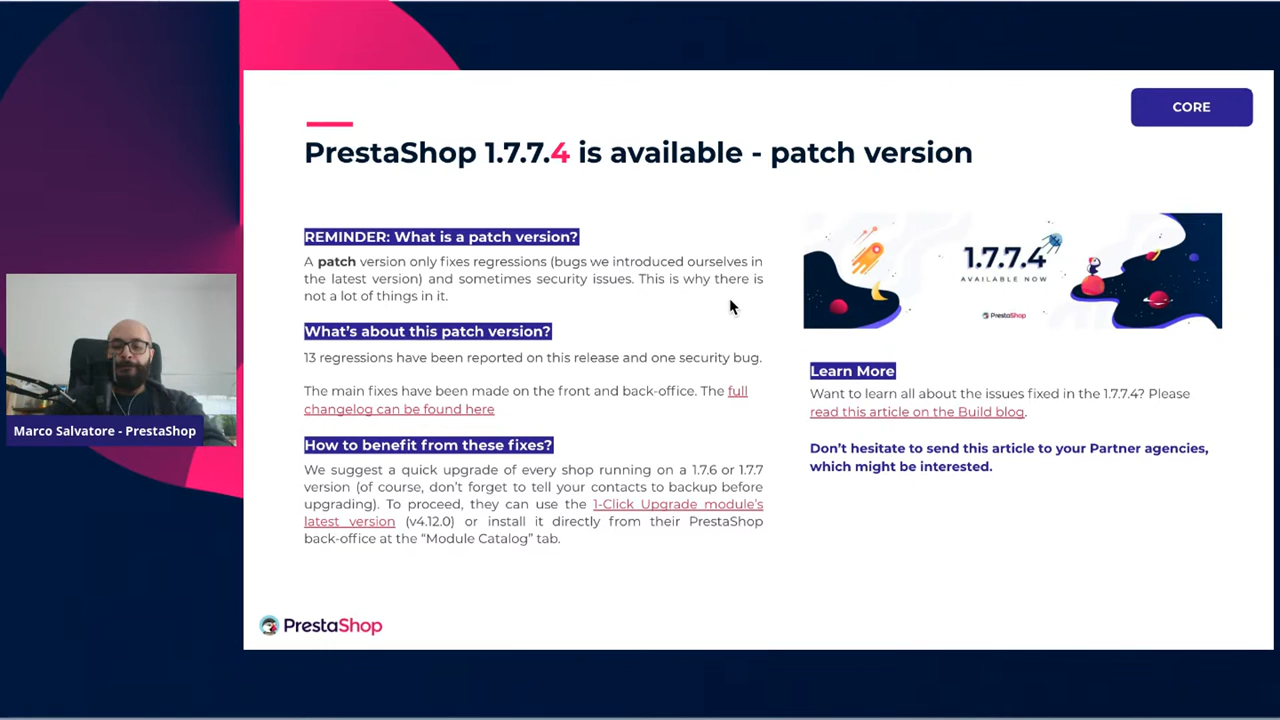 CORE
PrestaShop 1.7.7.4 is available - patch version
REMINDER: What is a patch version?
A patch version only fixes regressions (bugs we introduced ourselves in
the latest version) and sometimes security issues. This is why there is
not a lot of things in it.
What's about this patch version?
13 regressions have been reported on this release and one security bug.
The main fixes have been made on the front and back-office. The full
changelog can be found here
How to benefit from these fixes?
We suggest a quick upgrade of every shop running on a 1.7.6 or 1.7.7
version (of course, don't forget to tell your contacts to backup before
upgrading). To proceed, they can use the 1-Click Upgrade module's
latest version (v4.12.0) or install it directly from their PrestaShop
back-office at the “Module Catalog” tab.
1.7.7.4
AVAILABLE NOW
PrestaShop
Learn More
Want to learn all about the issues fixed in the 1.7.7.4? Please
read this article on the Build blog.
Don't hesitate to send this article to your Partner agencies,
which might be interested.
Marco Salvatore - PrestaShop
PrestaShop